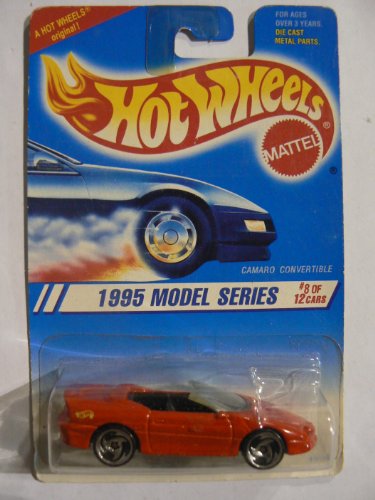 A HOT WHEELS®
original!
FOR AGES
OVER 3 YEARS.
DIE CAST
METAL PARTS.
HOT WHEELS®
MATTEL®
CAMARO CONVERTIBLE
1995 MODEL SERIES
#8 OF
12 CARS